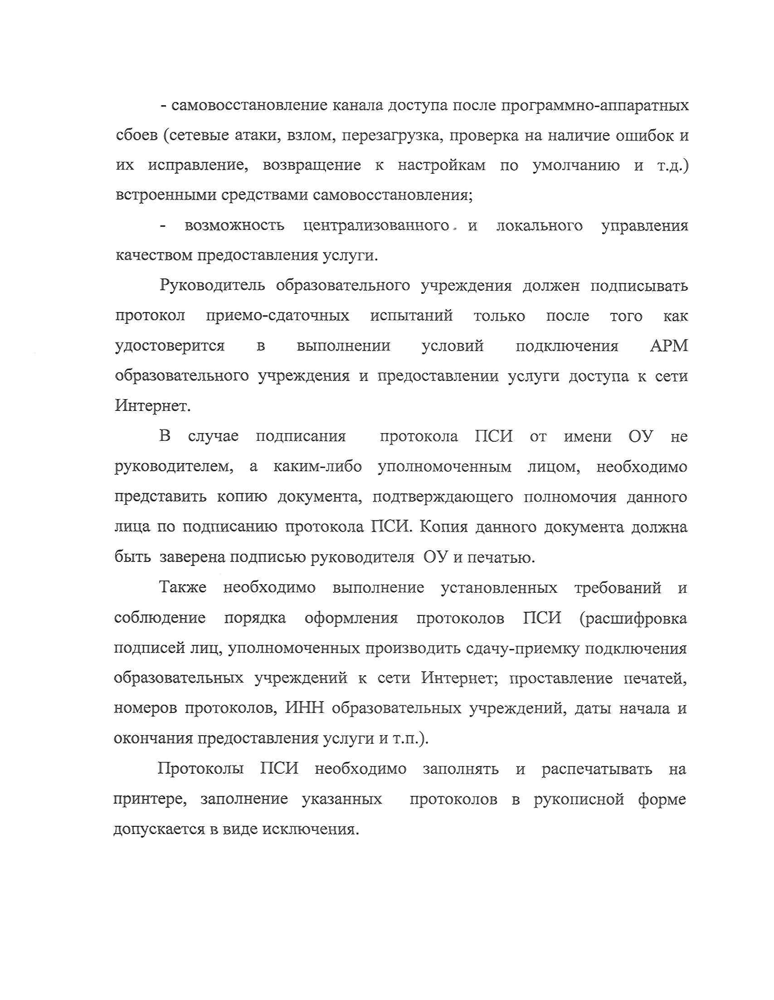 - самовосстановление канала доступа после программно-аппаратных
сбоев (сетевые атаки, взлом, перезагрузка, проверка на наличие ошибок и
их исправление, возвращение к настройкам по умолчанию и т.д.)
встроенными средствами самовосстановления;
- возможность централизованного и локального управления
качеством предоставления услуги.
Руководитель образовательного учреждения должен подписывать
протокол приемо-сдаточных испытаний только после того как
удостоверится в выполнении условий подключения АРМ
образовательного учреждения и предоставлении услуги доступа к сети
Интернет.
В случае подписания протокола ПСИ от имени ОУ не
руководителем, а каким-либо уполномоченным лицом, необходимо
представить копию документа, подтверждающего полномочия данного
лица по подписанию протокола ПСИ. Копия данного документа должна
быть заверена подписью руководителя ОУ и печатью.
Также необходимо выполнение установленных требований и
соблюдение порядка оформления протоколов ПСИ (расшифровка
подписей лиц, уполномоченных производить сдачу-приемку подключения
образовательных учреждений к сети Интернет; проставление печатей,
номеров протоколов, ИНН образовательных учреждений, даты начала и
окончания предоставления услуги и т.п.).
Протоколы ПСИ необходимо заполнять и распечатывать на
принтере, заполнение указанных протоколов в рукописной форме
допускается в виде исключения.